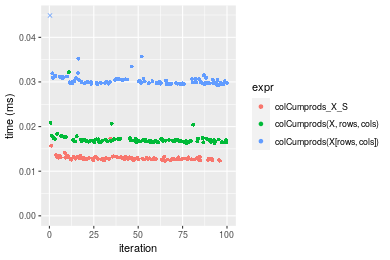 0.04
0.03
0.02
0.01
0.00
time (ms)
0
25
50
75
100
iteration
expr
colCumprods_X_S
colCumprods(X, rows, cols)
colCumprods(X[rows, cols])